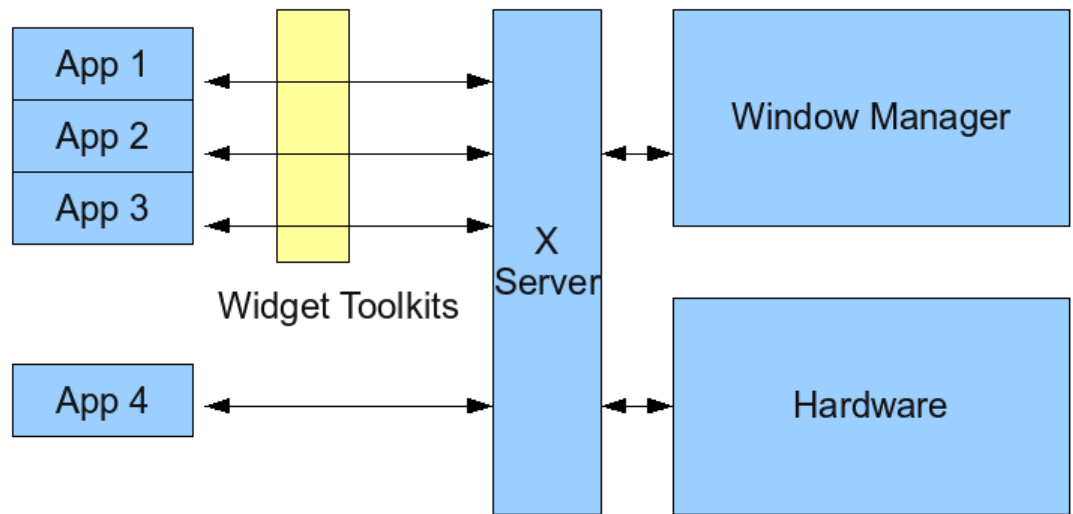 App 1
App 2
App 3
Widget Toolkits
App 4
X
Server
Window Manager
Hardware